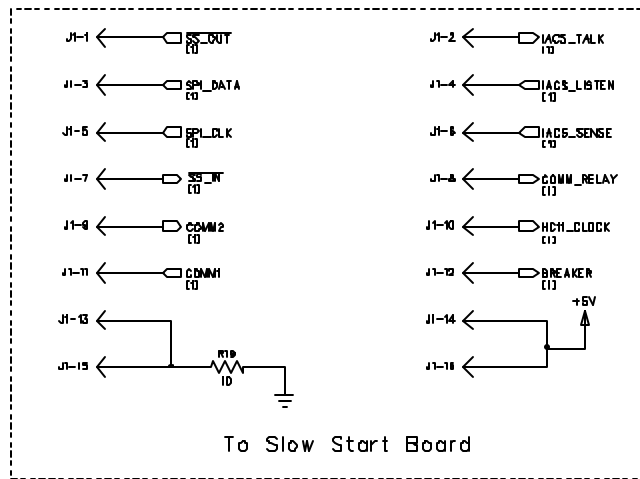 J1-1 SS_OUT J1-2 IACS_TALK
[1] [1]
J1-3 SPI_DATA J1-4 IACS_LISTEN
[1] [1]
J1-5 SPI_CLK J1-6 IACS_SENSE
[1] [1]
J1-7 SS_IN J1-8 COMM_RELAY
[1] [1]
J1-9 COMM2 J1-10 HC11_CLOCK
[1] [1]
J1-11 COMM1 J1-12 BREAKER
[1] [1]
+5V
J1-13 J1-14
J1-15 R19 J1-16
10
To Slow Start Board